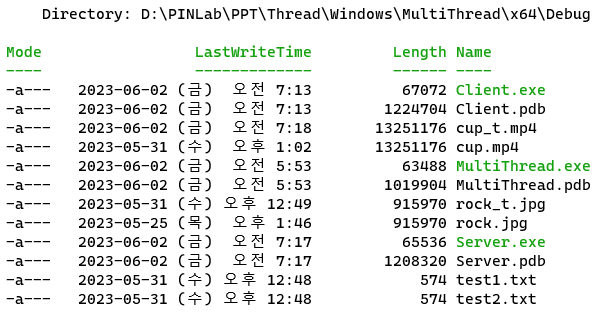 Directory: D:\PINLab\PPT\Thread\Windows\MultiThread\x64\Debug
Mode LastWriteTime Length Name
---- ------------- ------ ----
-a--- 2023-06-02 (금) 오전 7:13 67072 Client.exe
-a--- 2023-06-02 (금) 오전 7:13 1224704 Client.pdb
-a--- 2023-06-02 (금) 오전 7:18 13251176 cup_t.mp4
-a--- 2023-05-31 (수) 오후 1:02 13251176 cup.mp4
-a--- 2023-06-02 (금) 오전 5:53 63488 MultiThread.exe
-a--- 2023-06-02 (금) 오전 5:53 1019904 MultiThread.pdb
-a--- 2023-05-31 (수) 오후 12:49 915970 rock_t.jpg
-a--- 2023-05-25 (목) 오후 1:46 915970 rock.jpg
-a--- 2023-06-02 (금) 오전 7:17 65536 Server.exe
-a--- 2023-06-02 (금) 오전 7:17 1208320 Server.pdb
-a--- 2023-05-31 (수) 오후 12:48 574 test1.txt
-a--- 2023-05-31 (수) 오후 12:48 574 test2.txt